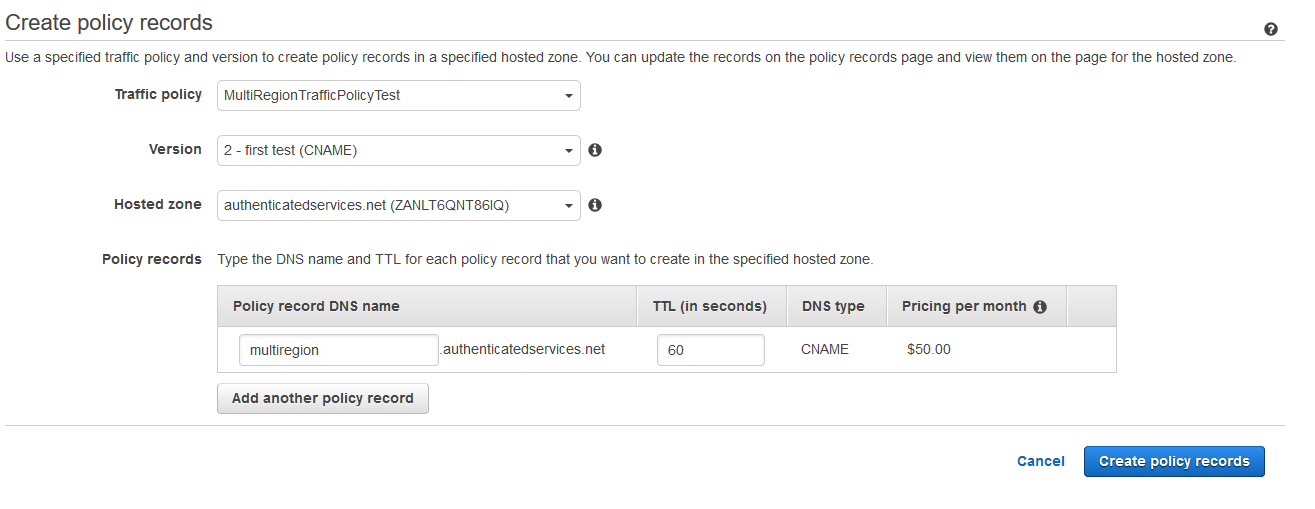 Create policy records
Use a specified traffic policy and version to create policy records in a specified hosted zone. You can update the records on the policy records page and view them on the page for the hosted zone.
Traffic policy MultiRegionTrafficPolicyTest
Version 2 - first test (CNAME)
Hosted zone authenticatedservices.net (ZANLT6QNT86IQ)
Policy records Type the DNS name and TTL for each policy record that you want to create in the specified hosted zone.
Policy record DNS name TTL (in seconds) DNS type Pricing per month
multiregion .authenticatedservices.net 60 CNAME $50.00
Add another policy record
Cancel Create policy records